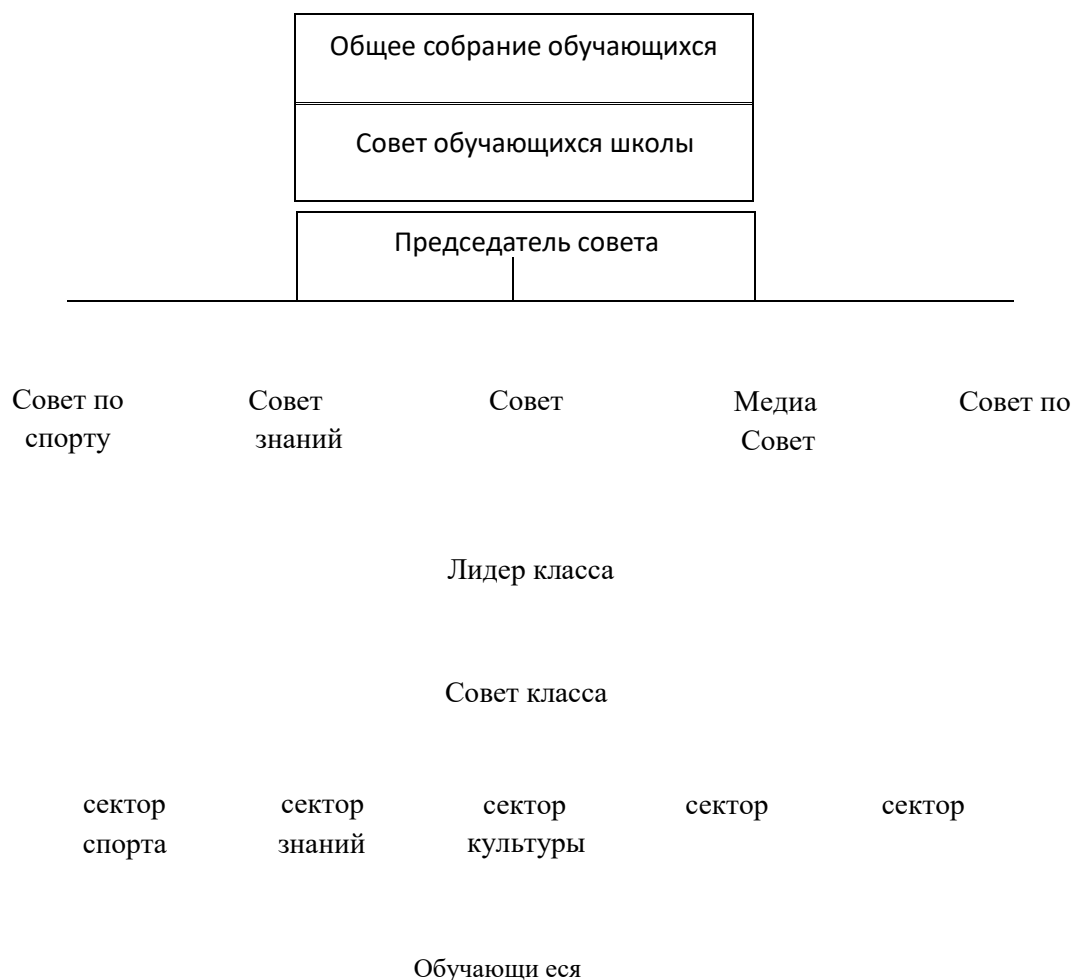 Общее собрание обучающихся
Совет обучающихся школы
Председатель совета
Совет по спорту
Совет знаний
Совет
Медиа Совет
Совет по
Лидер класса
Совет класса
сектор спорта
сектор знаний
сектор культуры
сектор
сектор
Обучающи еся